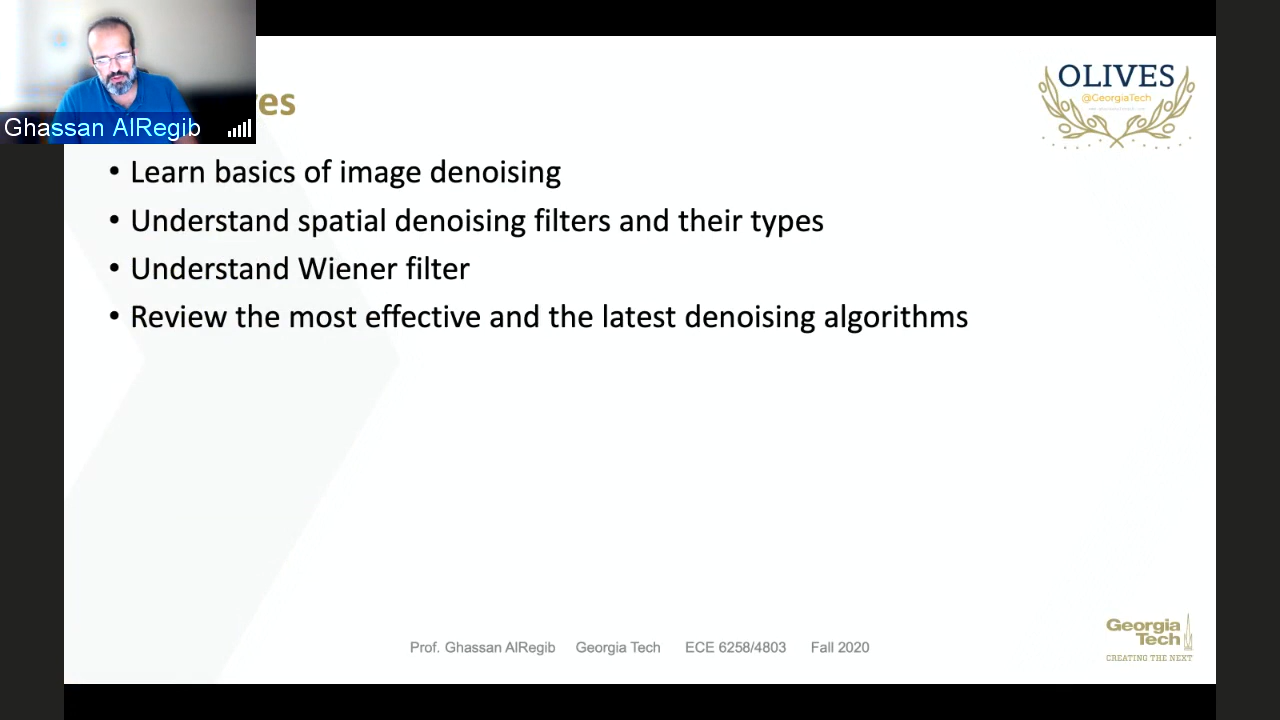 Ghassan AlRegib
OLIVES
@GeorgiaTech
• Learn basics of image denoising
• Understand spatial denoising filters and their types
• Understand Wiener filter
• Review the most effective and the latest denoising algorithms
Prof. Ghassan AlRegib Georgia Tech ECE 6258/4803 Fall 2020
Georgia
Tech
CREATING THE NEXT